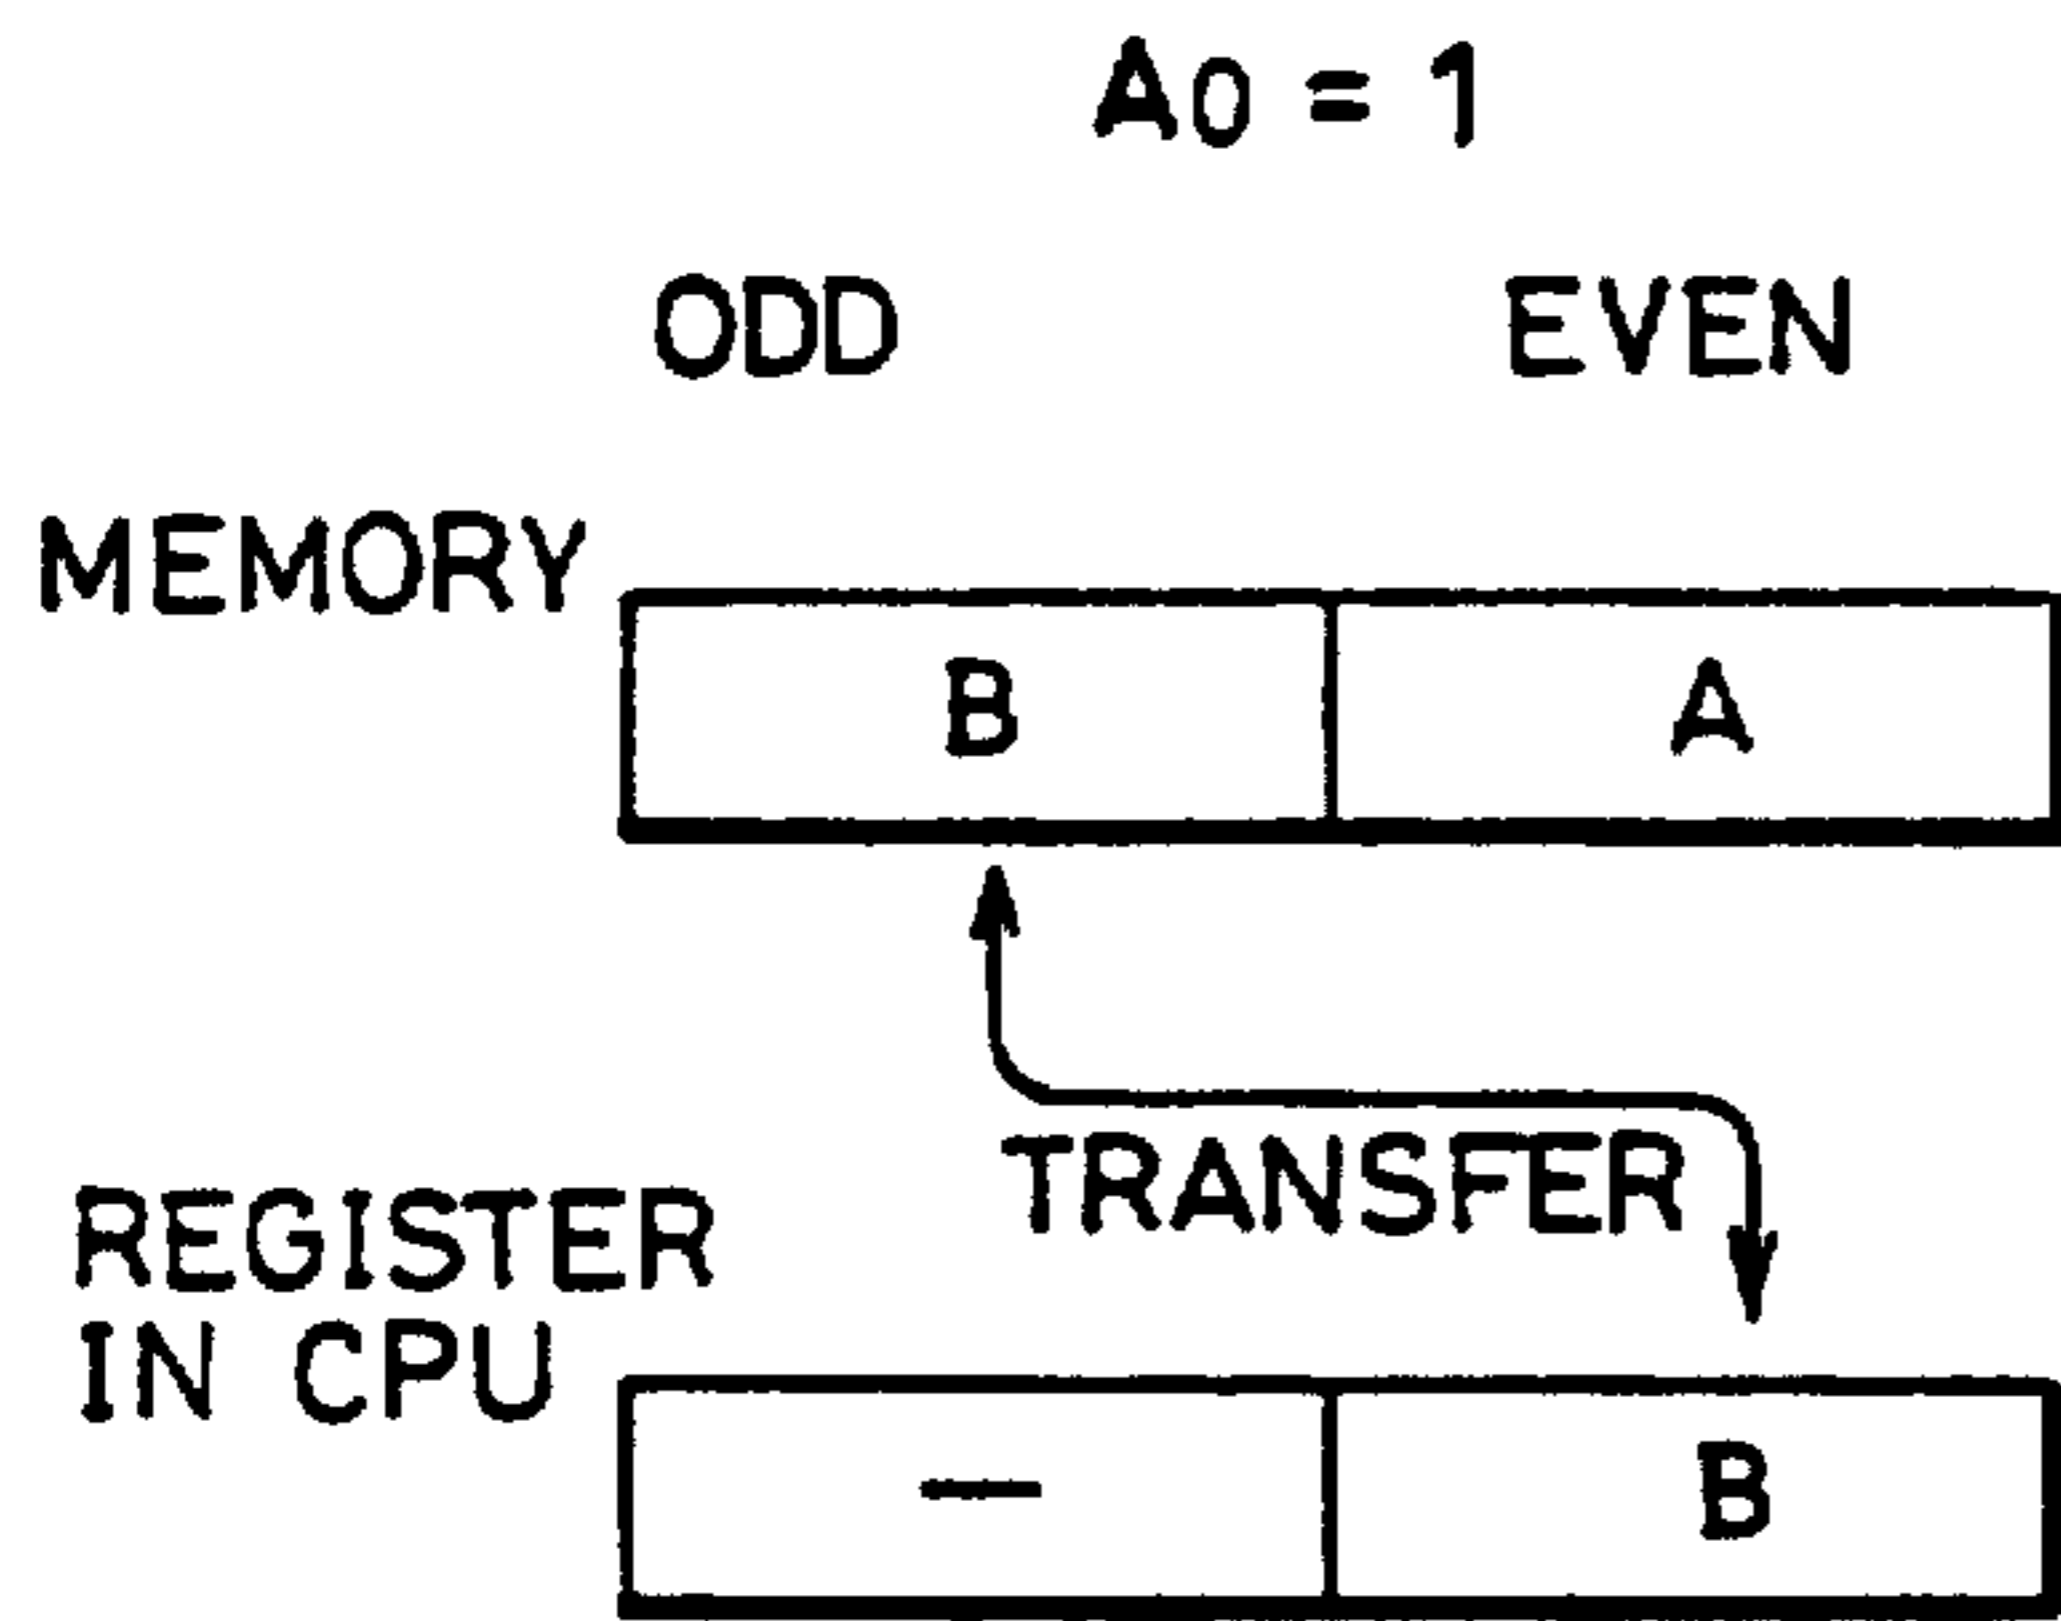 A0 = 1
ODD EVEN
MEMORY
B A
TRANSFER
REGISTER
IN CPU
— B